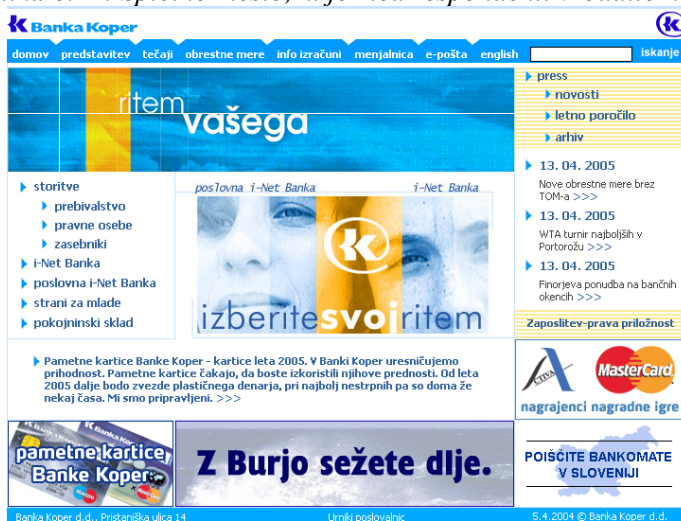 Banka Koper
domov predstavitev tečaji obrestne mere info izračuni menjalnica e-pošta english iskanje
ritem
vašega
press
novosti
letno poročilo
arhiv
13. 04. 2005
Nove obrestne mere brez
TOM-a >>>
13. 04. 2005
WTA turnir najboljših v
Portorožu >>>
13. 04. 2005
Finorjeva ponudba na bančnih
okencih >>>
Zaposlitev-prava priložnost
storitve
prebivalstvo
pravne osebe
zasebniki
i-Net Banka
poslovna i-Net Banka
strani za mlade
pokojninski sklad
poslovna i-Net Banka i-Net Banka
izberitesvojritem
Pametne kartice Banke Koper - kartice leta 2005. V Banki Koper uresničujemo
prihodnost. Pametne kartice čakajo, da boste izkoristili njihove prednosti. Od leta
2005 dalje bodo zvezde plastičnega denarja, pri najbolj nestrpnih pa so doma že
nekaj časa. Mi smo pripravljeni. >>>
ACTIVA
MasterCard
nagrajenci nagradne igre
pametne kartice
Banke Koper
Z Burjo sežete dlje.
POIŠČITE BANKOMATE
V SLOVENIJI
Banka Koper d.d., Pristaniška ulica 14 Urniki poslovalnic 5.4.2004 © Banka Koper d.d.